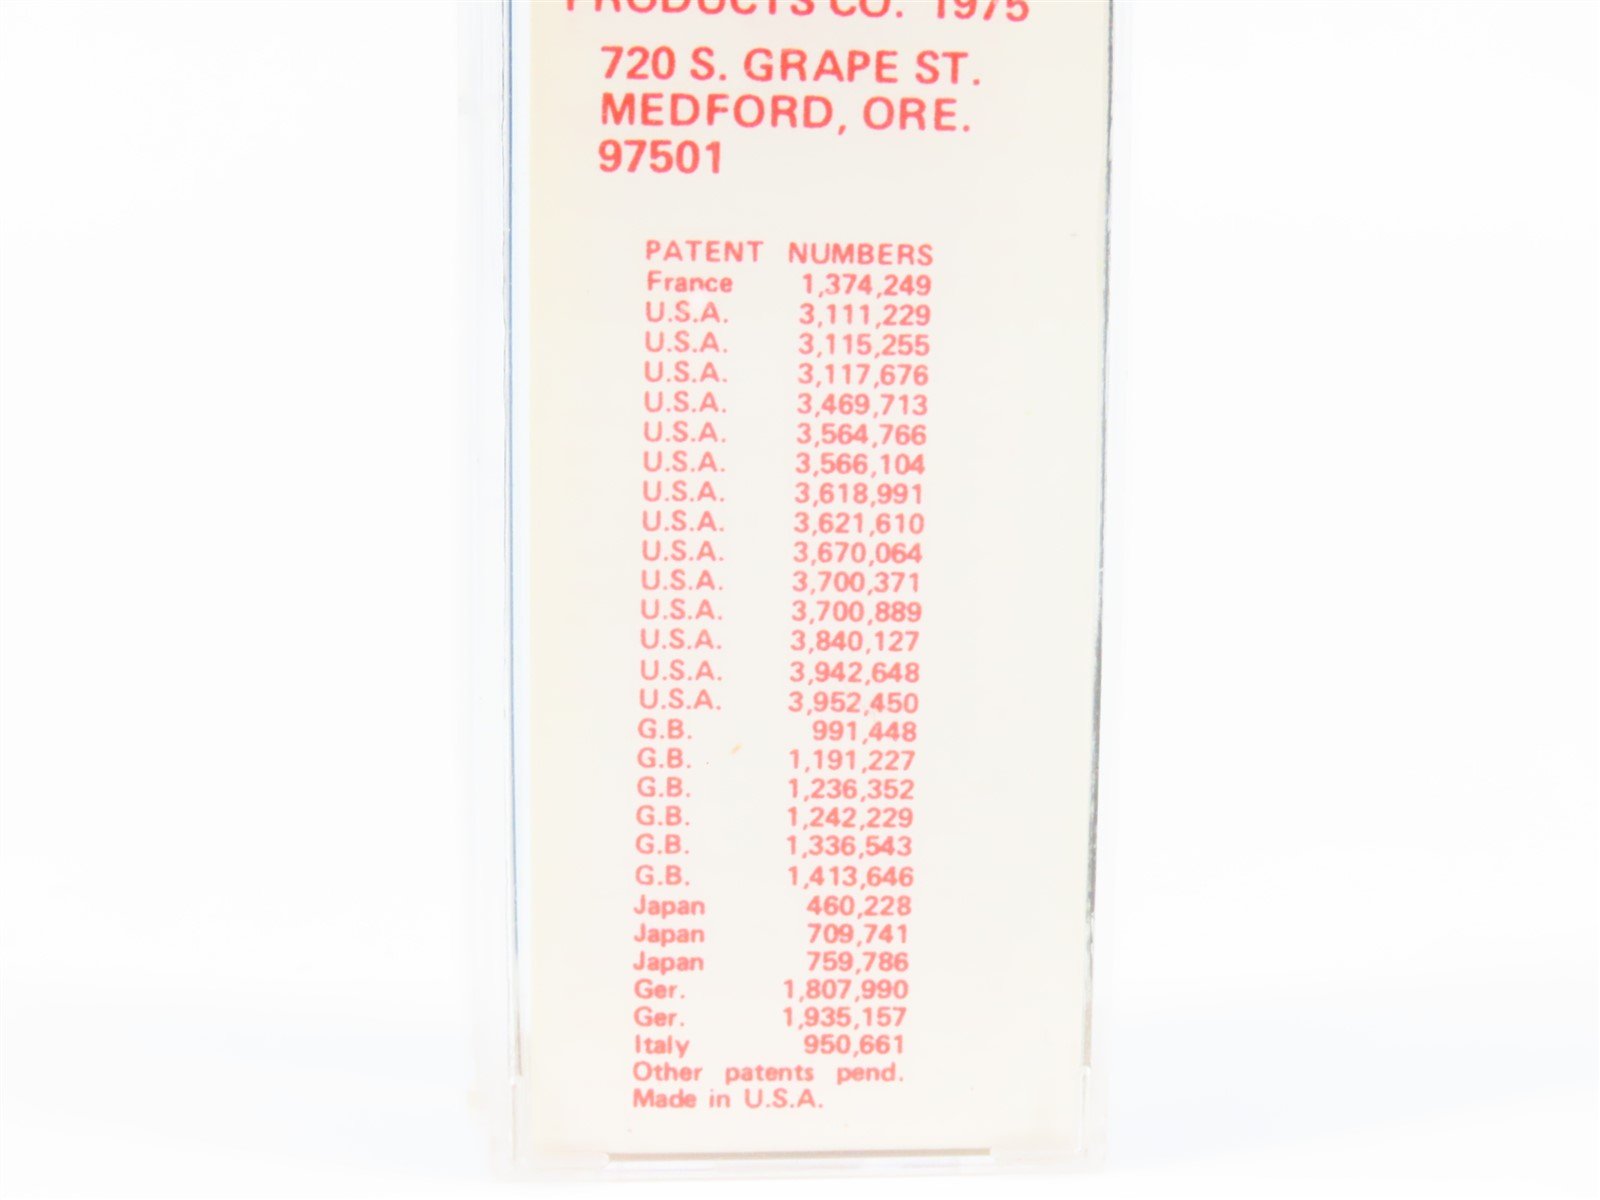 PRODUCTS CO. 1975
720 S. GRAPE ST.
MEDFORD, ORE.
97501
PATENT NUMBERS
France 1,374,249
U.S.A. 3,111,229
U.S.A. 3,115,255
U.S.A. 3,117,676
U.S.A. 3,469,713
U.S.A. 3,564,766
U.S.A. 3,566,104
U.S.A. 3,618,991
U.S.A. 3,621,610
U.S.A. 3,670,064
U.S.A. 3,700,371
U.S.A. 3,700,889
U.S.A. 3,840,127
U.S.A. 3,942,648
U.S.A. 3,952,450
G.B. 991,448
G.B. 1,191,227
G.B. 1,236,352
G.B. 1,242,229
G.B. 1,336,543
G.B. 1,413,646
Japan 460,228
Japan 709,741
Japan 759,786
Ger. 1,807,990
Ger. 1,935,157
Italy 950,661
Other patents pend.
Made in U.S.A.